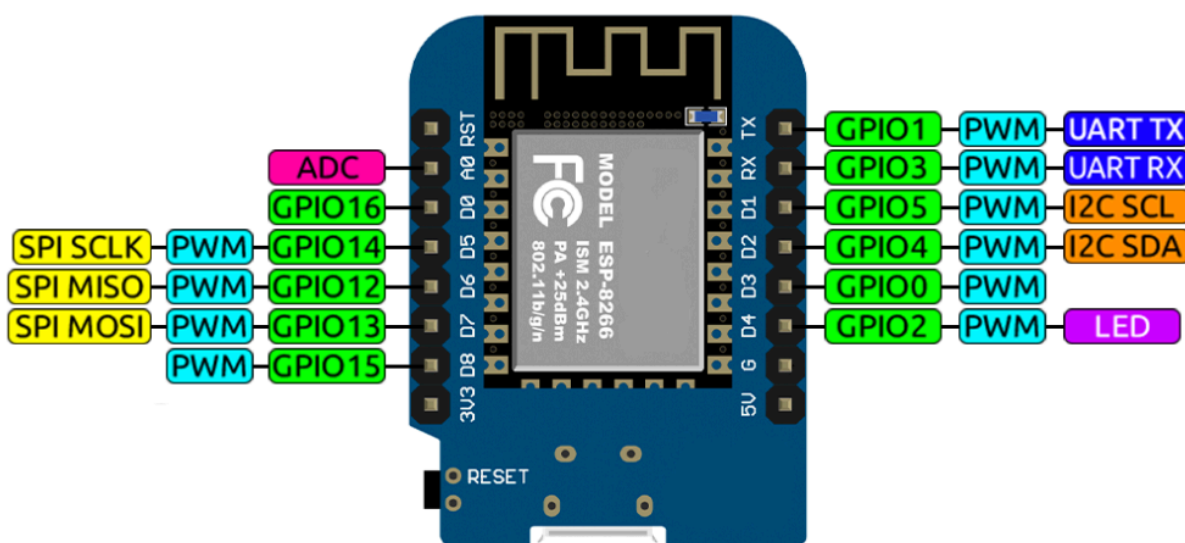 RST TX GPIO1 PWM UART TX
ADC A0 RX GPIO3 PWM UART RX
GPIO16 D0 D1 GPIO5 PWM I2C SCL
SPI SCLK PWM GPIO14 D5 D2 GPIO4 PWM I2C SDA
SPI MISO PWM GPIO12 D6 D3 GPIO0 PWM
SPI MOSI PWM GPIO13 D7 D4 GPIO2 PWM LED
PWM GPIO15 D8 G
3V3 5V
FC
MODEL ESP-8266
ISM 2.4GHz
PA +25dBm
802.11b/g/n
RESET